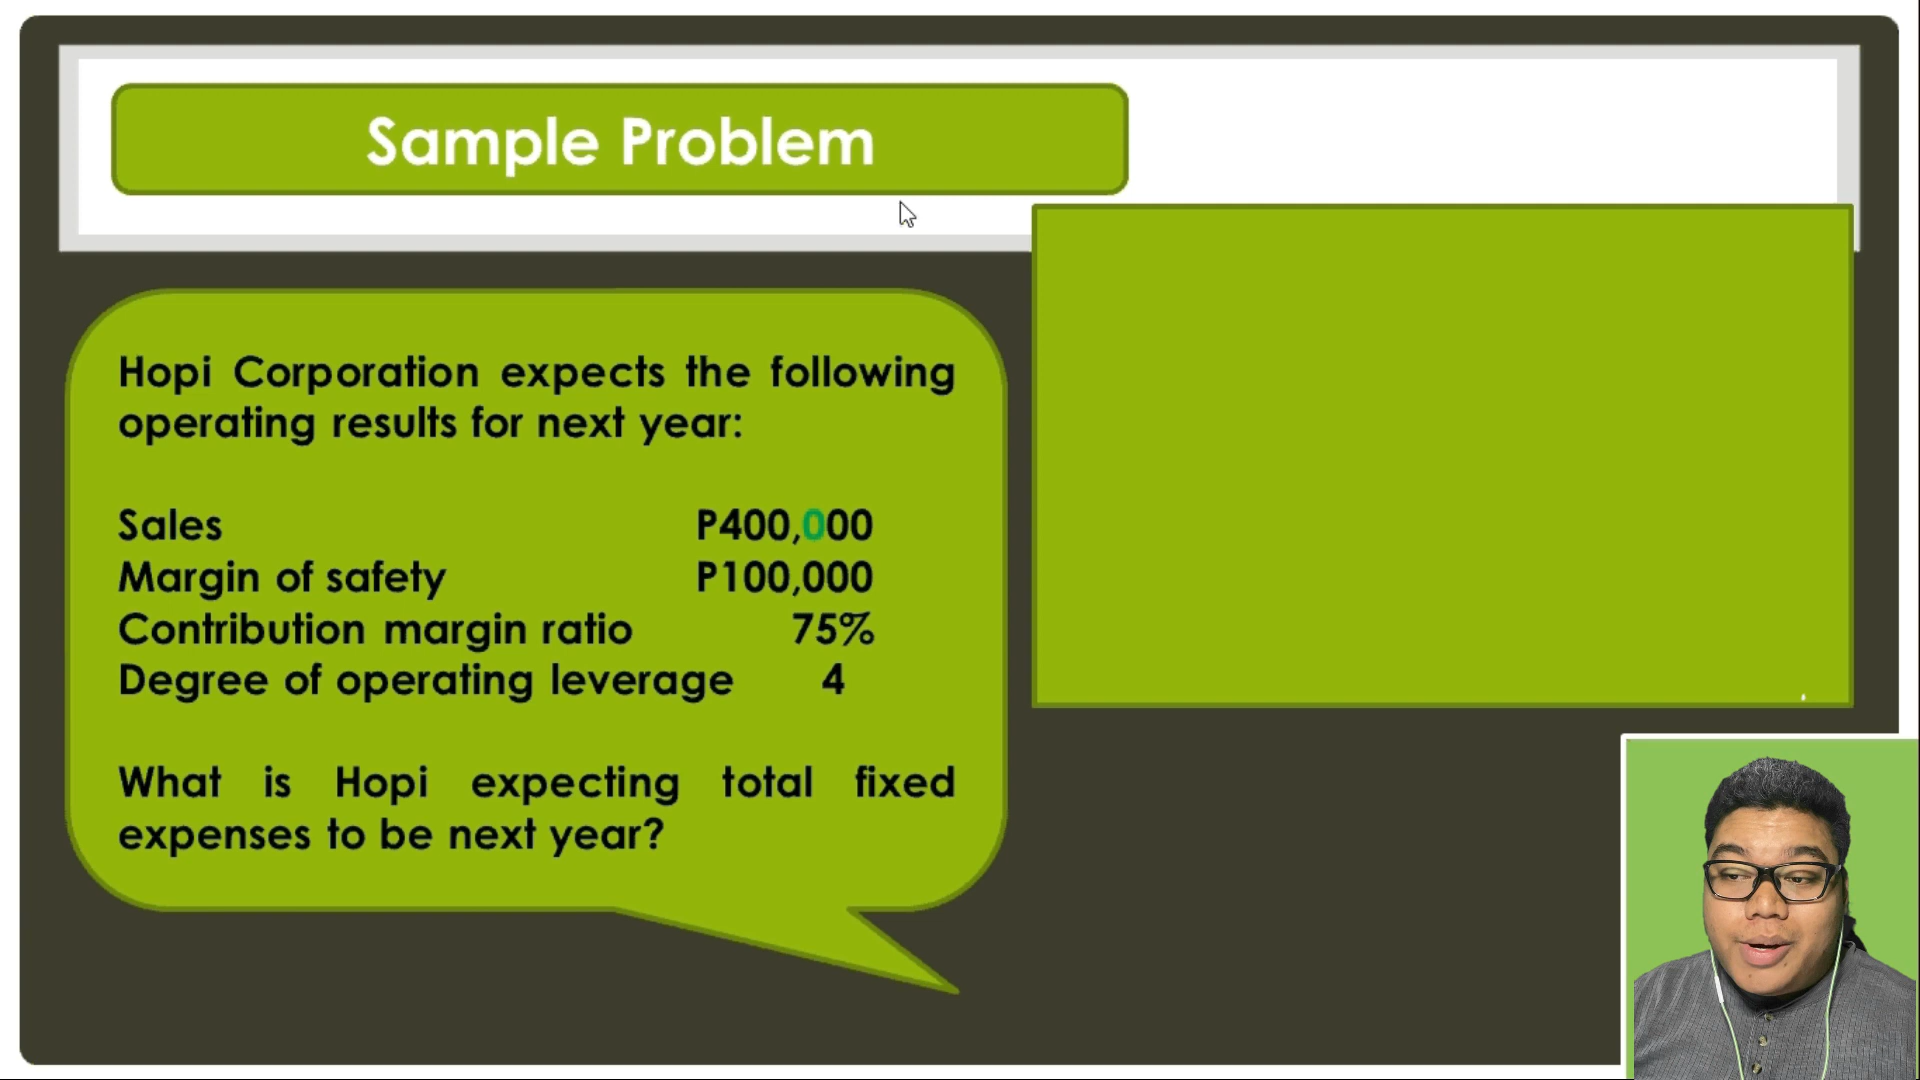 Sample Problem
Hopi Corporation expects the following
operating results for next year:
Sales P400,000
Margin of safety P100,000
Contribution margin ratio 75%
Degree of operating leverage 4
What is Hopi expecting total fixed
expenses to be next year?